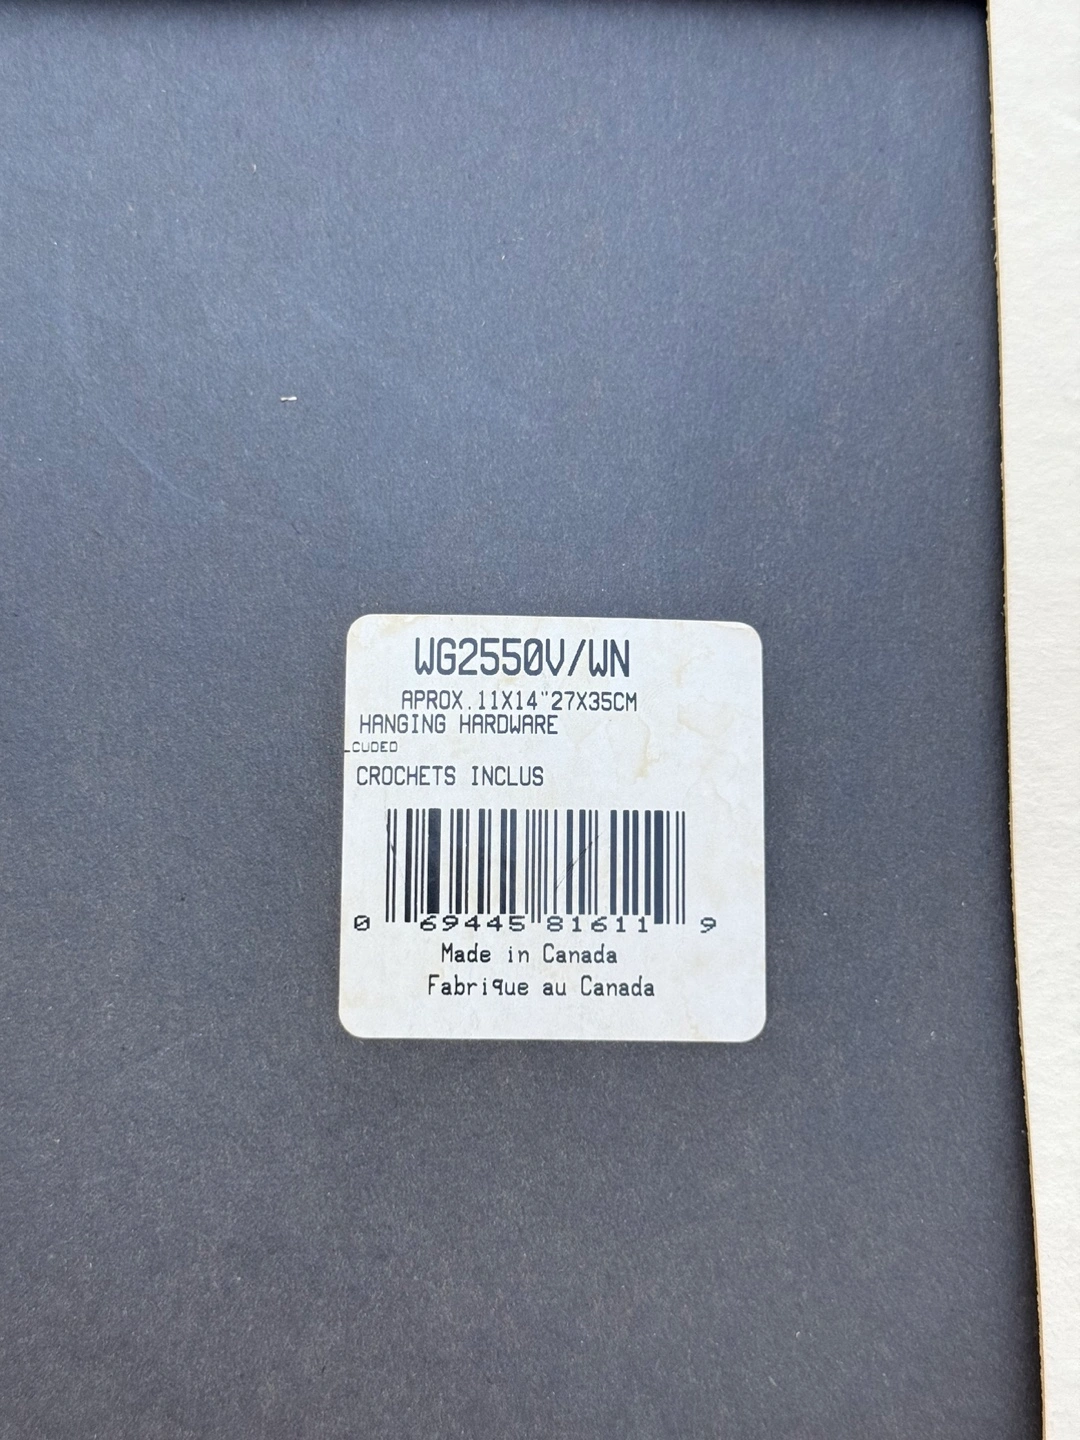 WG2550V/WN
APROX.11X14"27X35CM
HANGING HARDWARE
LCUDED
CROCHETS INCLUS
0 69445 81611 9
Made in Canada
Fabrique au Canada